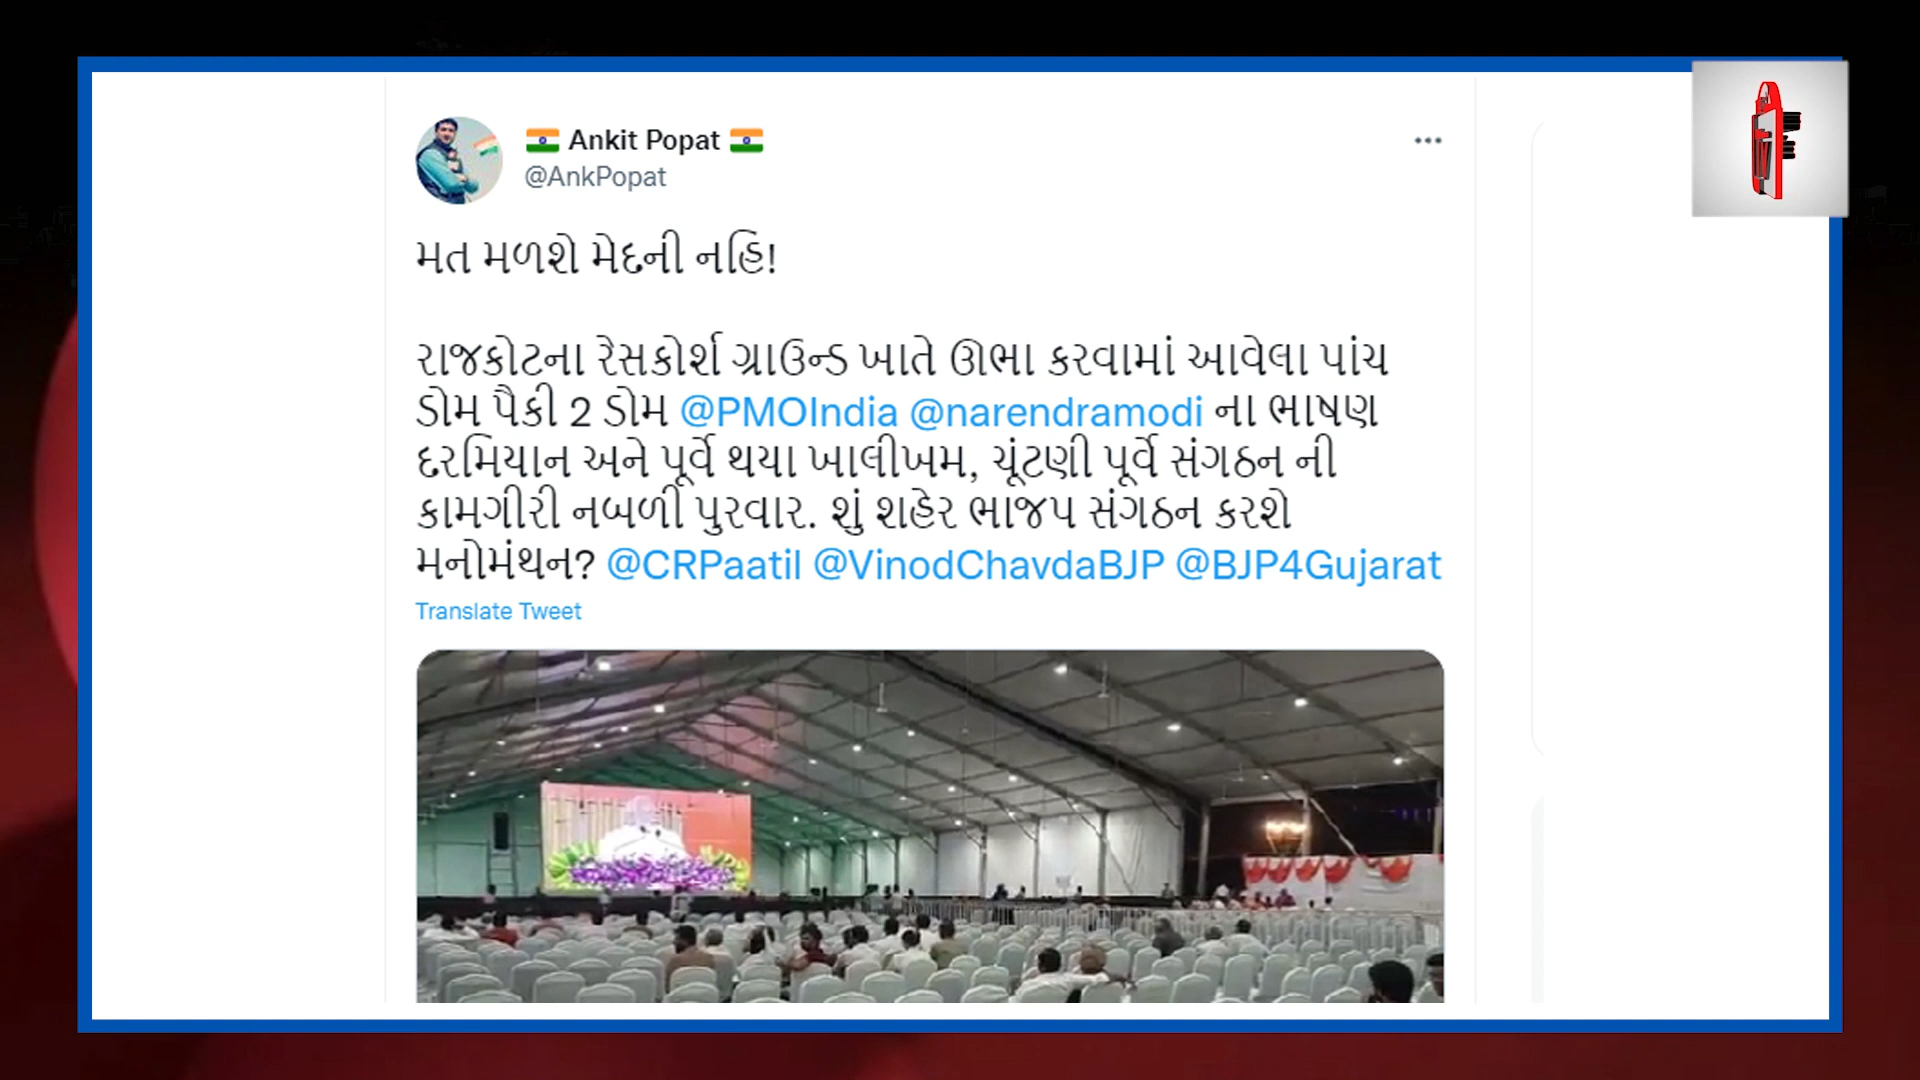 Ankit Popat
@AnkPopat
મત મળશે મેદની નહિ!
રાજકોટના રેસકોર્શ ગ્રાઉન્ડ ખાતે ઊભા કરવામાં આવેલા પાંચ
ડોમ પૈકી 2 ડોમ @PMOIndia @narendramodi ના ભાષણ
દરમિયાન અને પૂર્વે થયા ખાલીખમ, ચૂંટણી પૂર્વે સંગઠન ની
કામગીરી નબળી પુરવાર. શું શહેર ભાજપ સંગઠન કરશે
મનોમંથન? @CRPaatil @VinodChavdaBJP @BJP4Gujarat
Translate Tweet